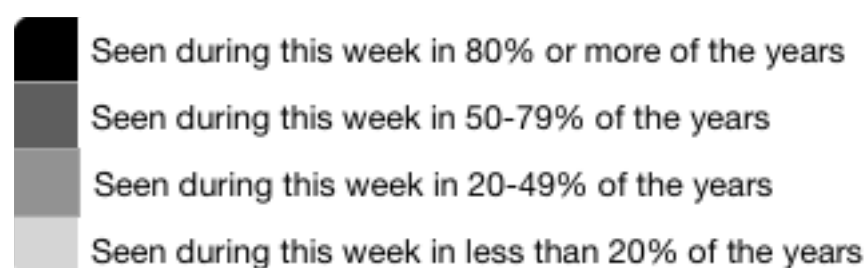 Seen during this week in 80% or more of the years
Seen during this week in 50-79% of the years
Seen during this week in 20-49% of the years
Seen during this week in less than 20% of the years